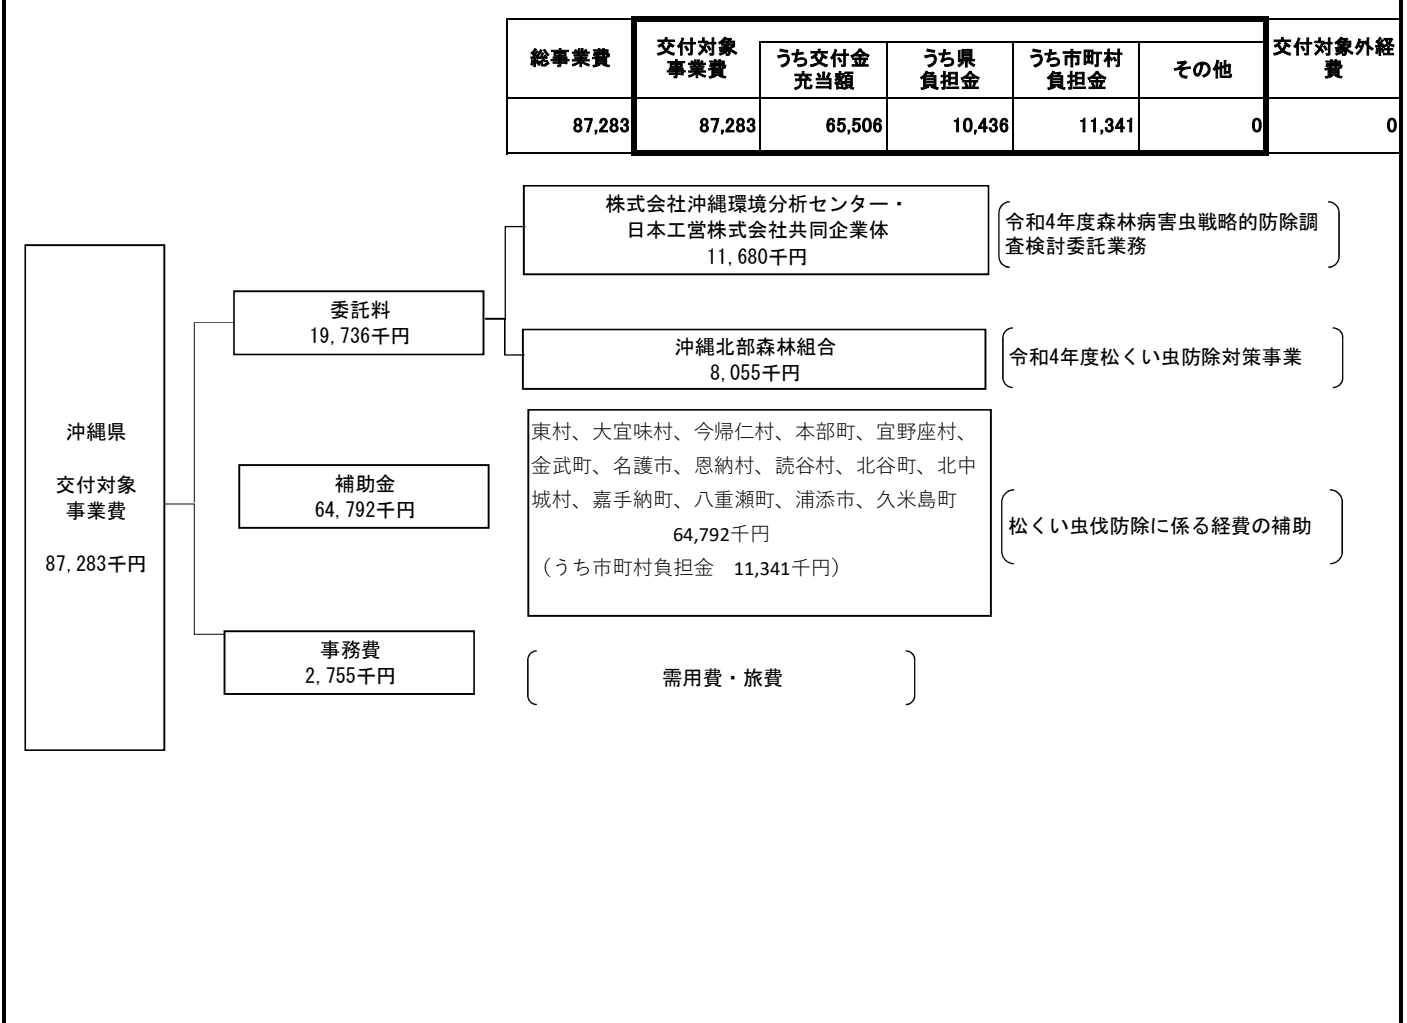 総事業費
交付対象
事業費
うち交付金
充当額
うち県
負担金
うち市町村
負担金
その他
交付対象外経
費
87,283
87,283
65,506
10,436
11,341
0
0
株式会社沖縄環境分析センター・
日本工営株式会社共同企業体
11,680千円
令和4年度森林病害虫戦略的防除調
査検討委託業務
委託料
19,736千円
沖縄北部森林組合
8,055千円
令和4年度松くい虫防除対策事業
沖縄県
交付対象
事業費
87,283千円
補助金
64,792千円
東村、大宜味村、今帰仁村、本部町、宜野座村、
金武町、名護市、恩納村、読谷村、北谷町、北中
城村、嘉手納町、八重瀬町、浦添市、久米島町
64,792千円
（うち市町村負担金　11,341千円）
松くい虫伐防除に係る経費の補助
事務費
2,755千円
需用費・旅費